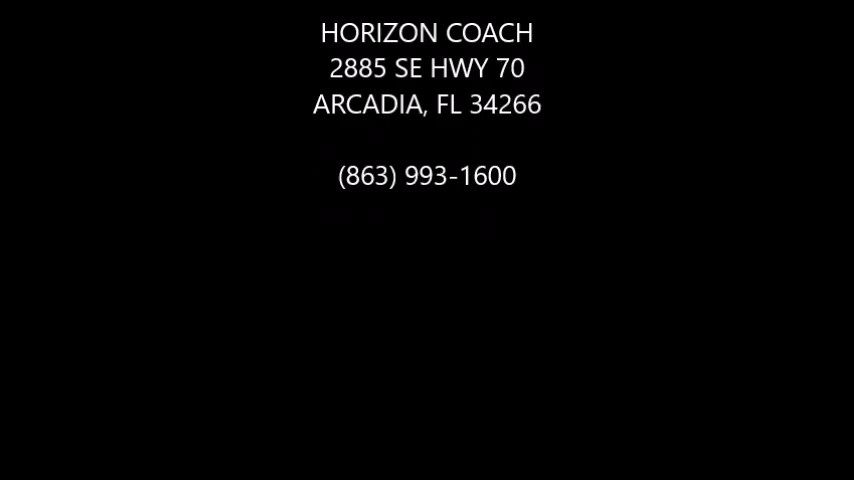 HORIZON COACH
2885 SE HWY 70
ARCADIA, FL 34266
(863) 993-1600